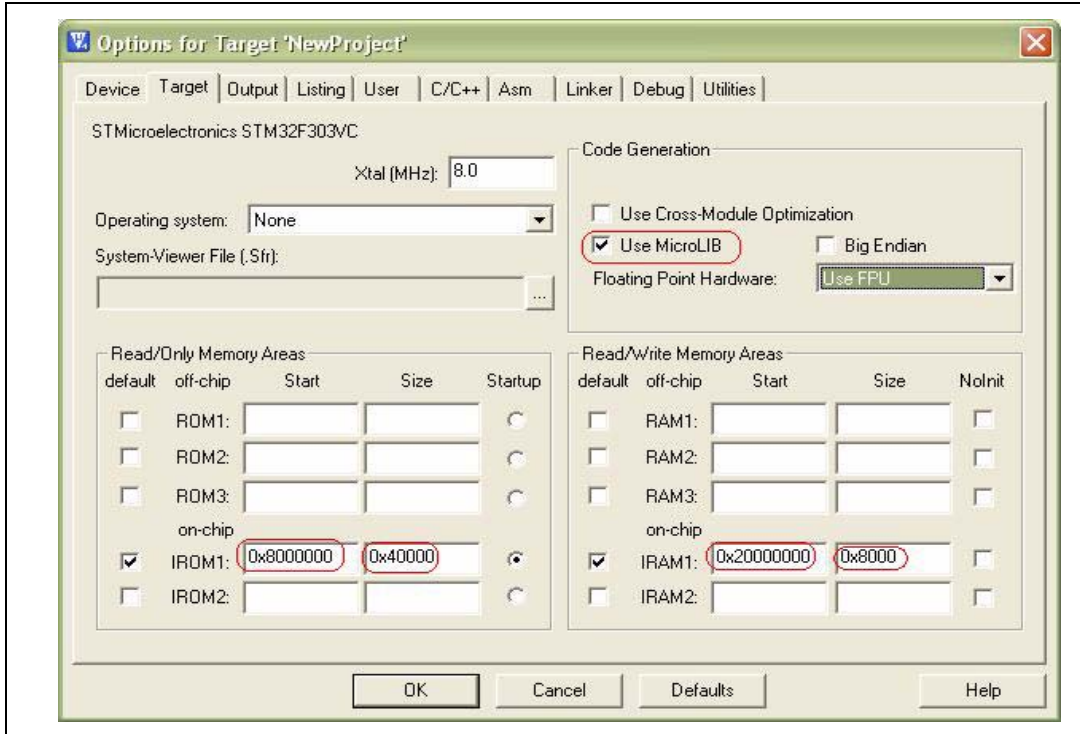 Options for Target 'NewProject'
Device Target Output Listing User C/C++ Asm Linker Debug Utilities
STMicroelectronics STM32F303VC
Xtal (MHz): 8.0
Operating system: None
System-Viewer File (.Sfr):
...
Code Generation
Use Cross-Module Optimization
Use MicroLIB Big Endian
Floating Point Hardware: Use FPU
Read/Only Memory Areas
default off-chip Start Size Startup
ROM1:
ROM2:
ROM3:
on-chip
IROM1: 0x8000000 0x40000
IROM2:
Read/Write Memory Areas
default off-chip Start Size NoInit
RAM1:
RAM2:
RAM3:
on-chip
IRAM1: 0x20000000 0x8000
IRAM2:
OK Cancel Defaults Help